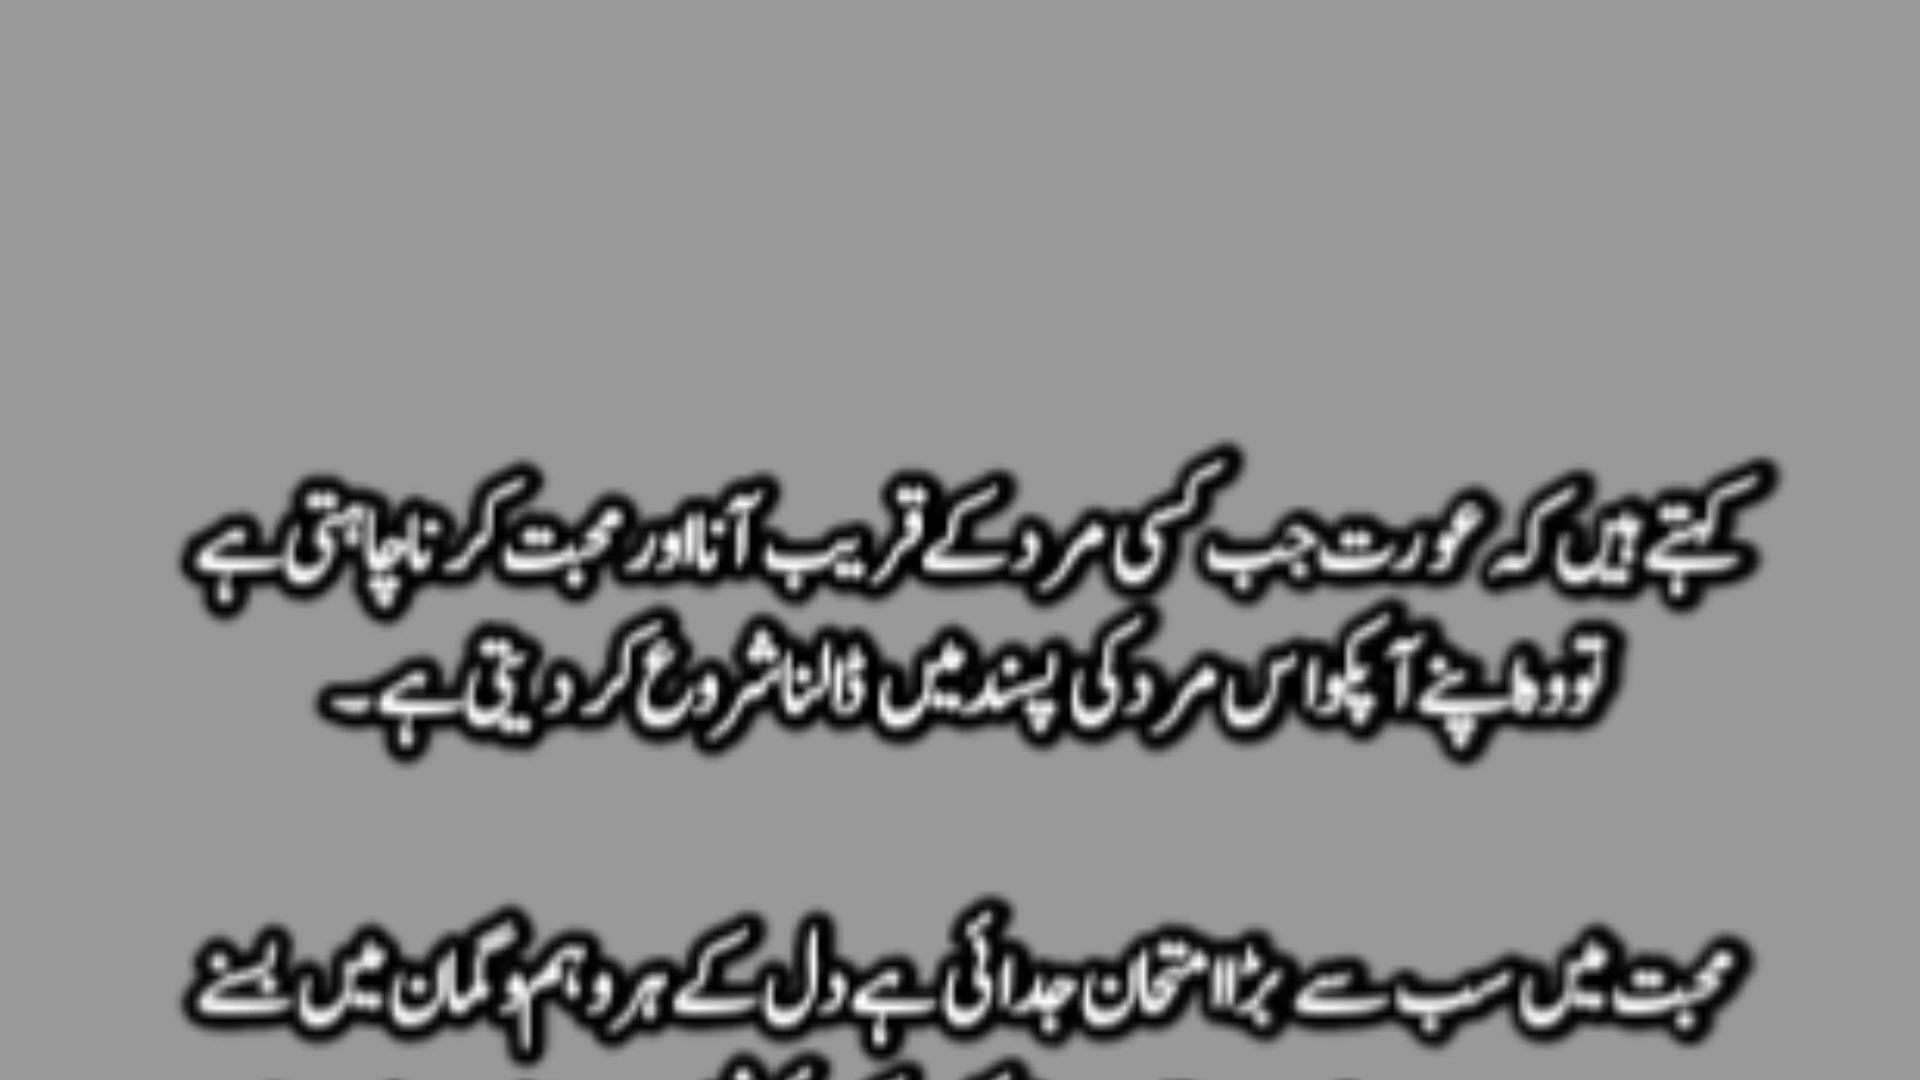 کہتے ہیں کہ عورت جب کسی مرد کے قریب آنا اور محبت کرنا چاہتی ہے
تو وہ اپنے آپکو اس مرد کی پسند میں ڈالنا شروع کر دیتی ہے۔
محبت میں سب سے بڑا امتحان جدائی ہے دل کے ہر وہم و گمان میں بسنے